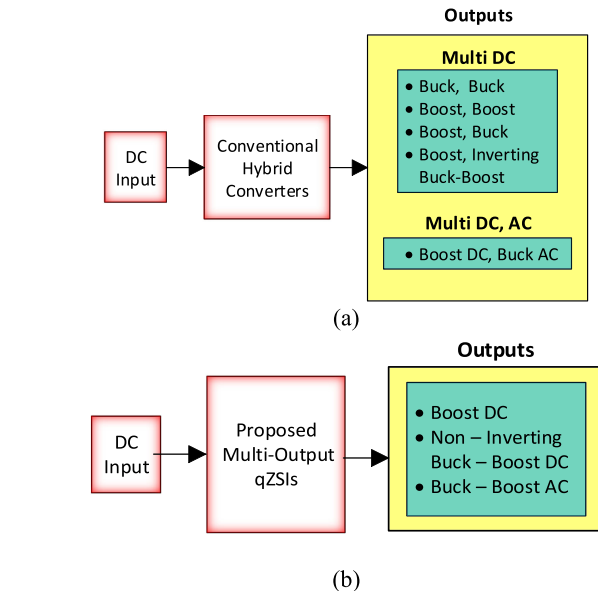 Outputs
Multi DC
• Buck, Buck
• Boost, Boost
• Boost, Buck
• Boost, Inverting
Buck-Boost
DC
Input
Conventional
Hybrid
Converters
Multi DC, AC
• Boost DC, Buck AC
(a)
Outputs
DC
Input
Proposed
Multi-Output
qZSIs
• Boost DC
• Non – Inverting
Buck – Boost DC
• Buck – Boost AC
(b)